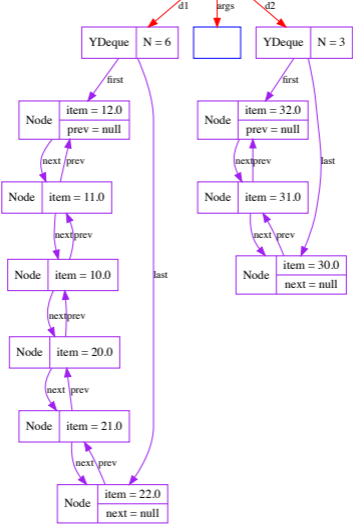 d1 args d2
YDeque N = 6
YDeque N = 3
first
first
Node item = 12.0
prev = null
Node item = 32.0
prev = null
next prev
next prev
last
Node item = 11.0
Node item = 31.0
next prev
next prev
Node item = 10.0
Node item = 30.0
next = null
last
next prev
Node item = 20.0
next prev
Node item = 21.0
next prev
Node item = 22.0
next = null